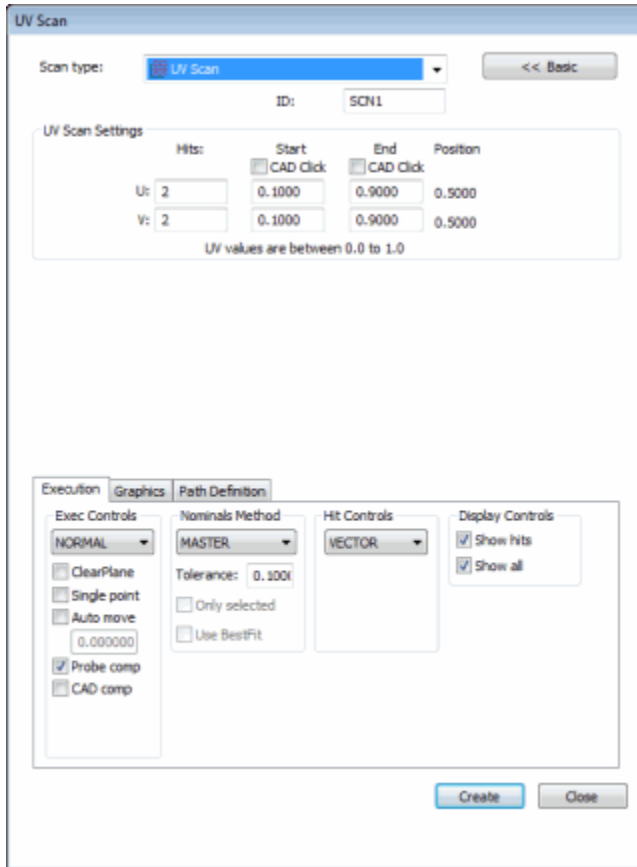 UV Scan
Scan type: UV Scan << Basic
ID: SCN1
UV Scan Settings
Hits: Start End Position
CAD Click CAD Click
U: 2 0.1000 0.9000 0.5000
V: 2 0.1000 0.9000 0.5000
UV values are between 0.0 to 1.0
Execution Graphics Path Definition
Exec Controls Nominals Method Hit Controls Display Controls
NORMAL MASTER VECTOR Show hits
ClearPlane Tolerance: 0.100( Show all
Single point Only selected
Auto move Use BestFit
0.000000
Probe comp
CAD comp
Create Close